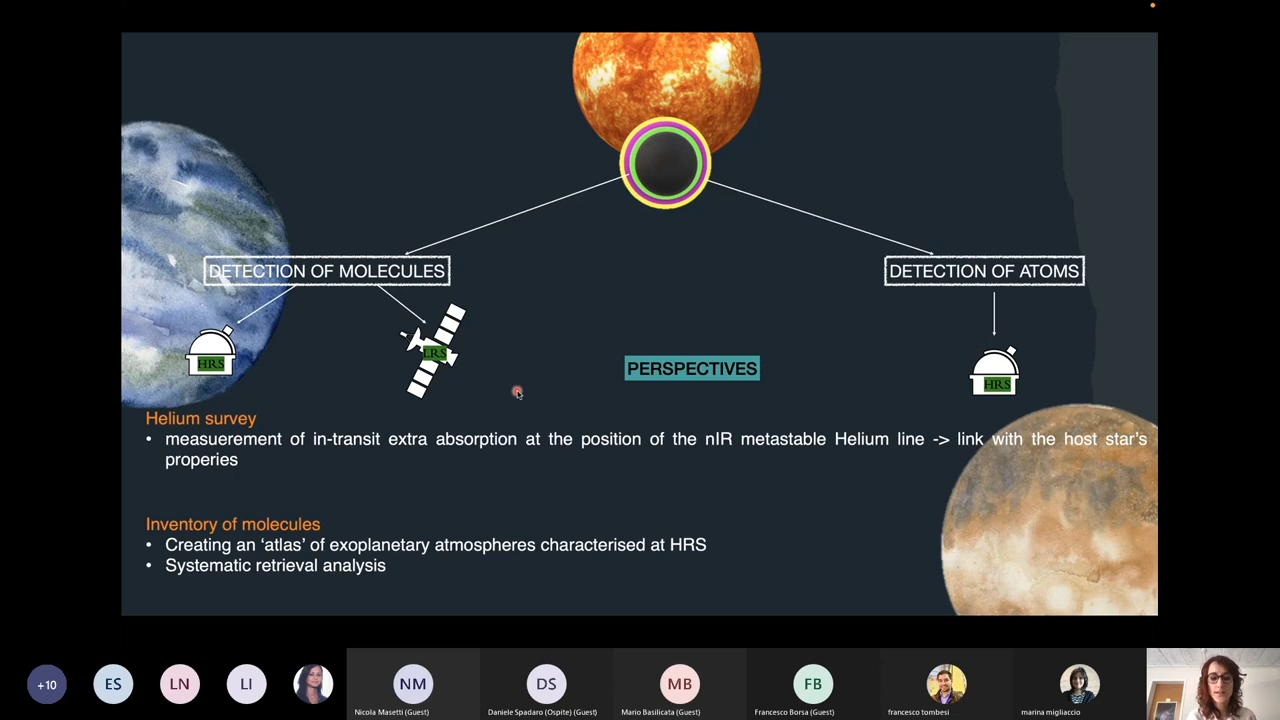 DETECTION OF MOLECULES
DETECTION OF ATOMS
HRS
LRS
HRS
PERSPECTIVES
Helium survey
• measuerement of in-transit extra absorption at the position of the nIR metastable Helium line -> link with the host star's
properies
Inventory of molecules
• Creating an ‘atlas’ of exoplanetary atmospheres characterised at HRS
• Systematic retrieval analysis
+10
ES
LN
LI
NM
DS
MB
FB
Nicola Masetti (Guest)
Daniele Spadaro (Ospite) (Guest)
Mario Basilicata (Guest)
Francesco Borsa (Guest)
francesco tombesi
marina migliaccio